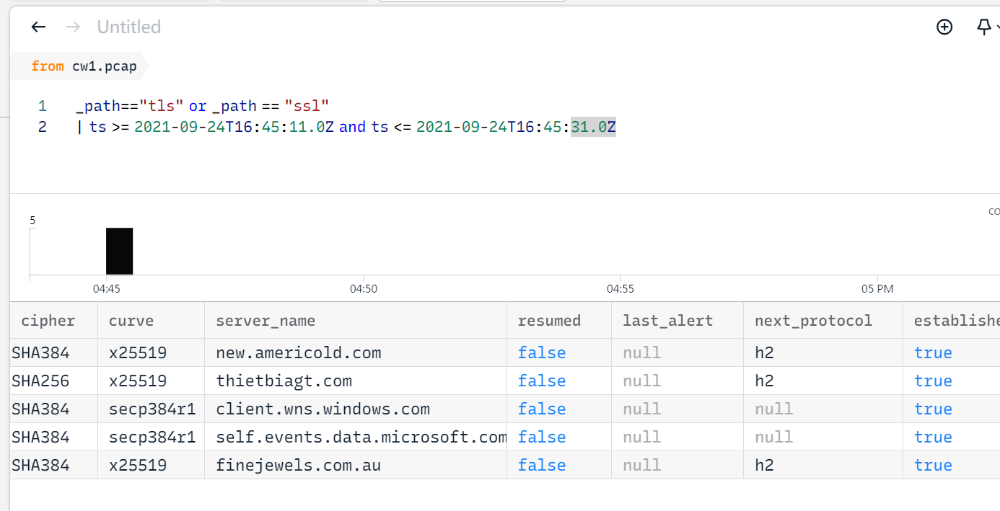 Untitled
from cw1.pcap
1 _path=="tls" or _path == "ssl"
2 | ts >= 2021-09-24T16:45:11.0Z and ts <= 2021-09-24T16:45:31.0Z
5
04:45 04:50 04:55 05 PM
cipher curve server_name resumed last_alert next_protocol
SHA384 x25519 new.americold.com false null h2 true
SHA256 x25519 thietbiagt.com false null h2 true
SHA384 secp384r1 client.wns.windows.com false null null true
SHA384 secp384r1 self.events.data.microsoft.com false null null true
SHA384 x25519 finejewels.com.au false null h2 true